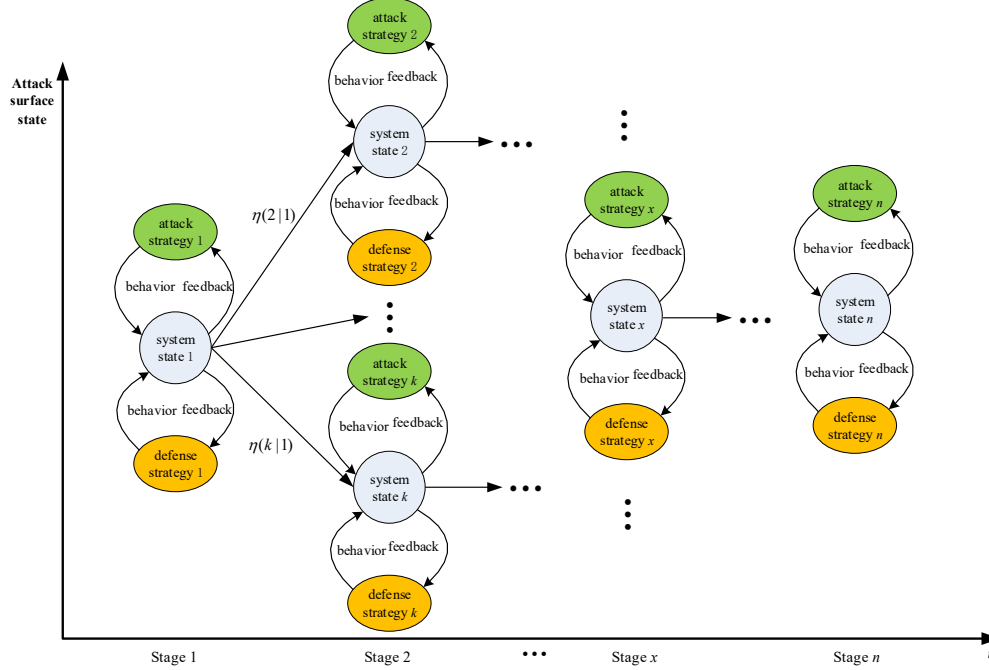 Attack
surface
state
attack
strategy 1
behavior feedback
system
state 1
behavior feedback
defense
strategy 1
η(2|1)
η(k|1)
attack
strategy 2
behavior feedback
system
state 2
behavior feedback
defense
strategy 2
attack
strategy k
behavior feedback
system
state k
behavior feedback
defense
strategy k
attack
strategy x
behavior feedback
system
state x
behavior feedback
defense
strategy x
attack
strategy n
behavior feedback
system
state n
behavior feedback
defense
strategy n
Stage 1
Stage 2
Stage x
Stage n